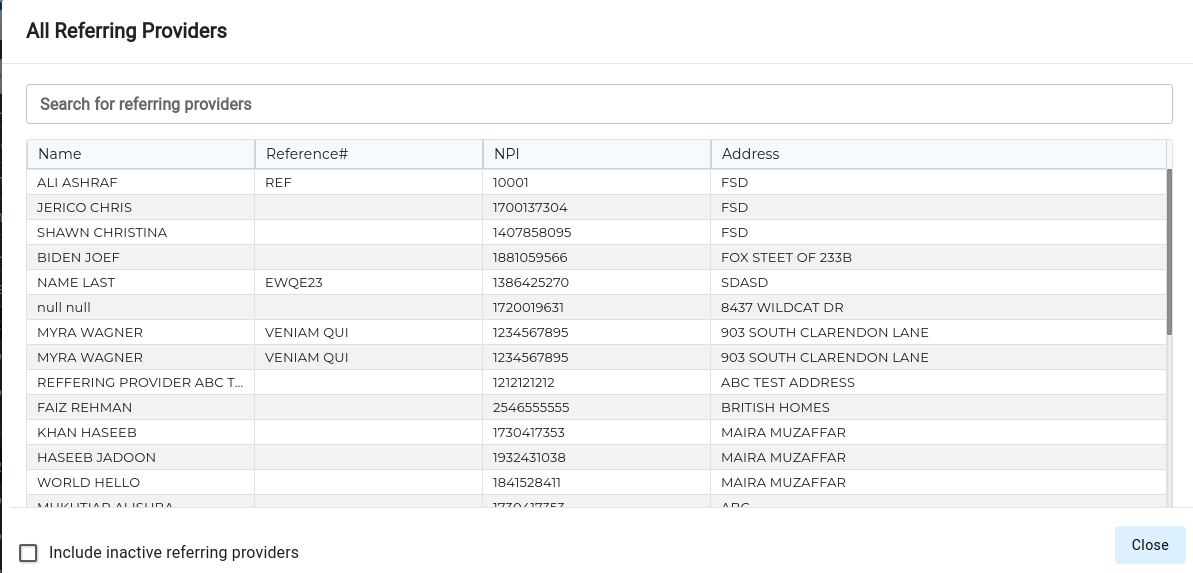 All Referring Providers
Search for referring providers
Name Reference# NPI Address
ALI ASHRAF REF 10001 FSD
JERICO CHRIS 1700137304 FSD
SHAWN CHRISTINA 1407858095 FSD
BIDEN JOEF 1881059566 FOX STEET OF 233B
NAME LAST EWQE23 1386425270 SDASD
null null 1720019631 8437 WILDCAT DR
MYRA WAGNER VENIAM QUI 1234567895 903 SOUTH CLARENDON LANE
MYRA WAGNER VENIAM QUI 1234567895 903 SOUTH CLARENDON LANE
REFFERING PROVIDER ABC T... 1212121212 ABC TEST ADDRESS
FAIZ REHMAN 2546555555 BRITISH HOMES
KHAN HASEEB 1730417353 MAIRA MUZAFFAR
HASEEB JADOON 1932431038 MAIRA MUZAFFAR
WORLD HELLO 1841528411 MAIRA MUZAFFAR
1730417353 ABC
Include inactive referring providers
Close